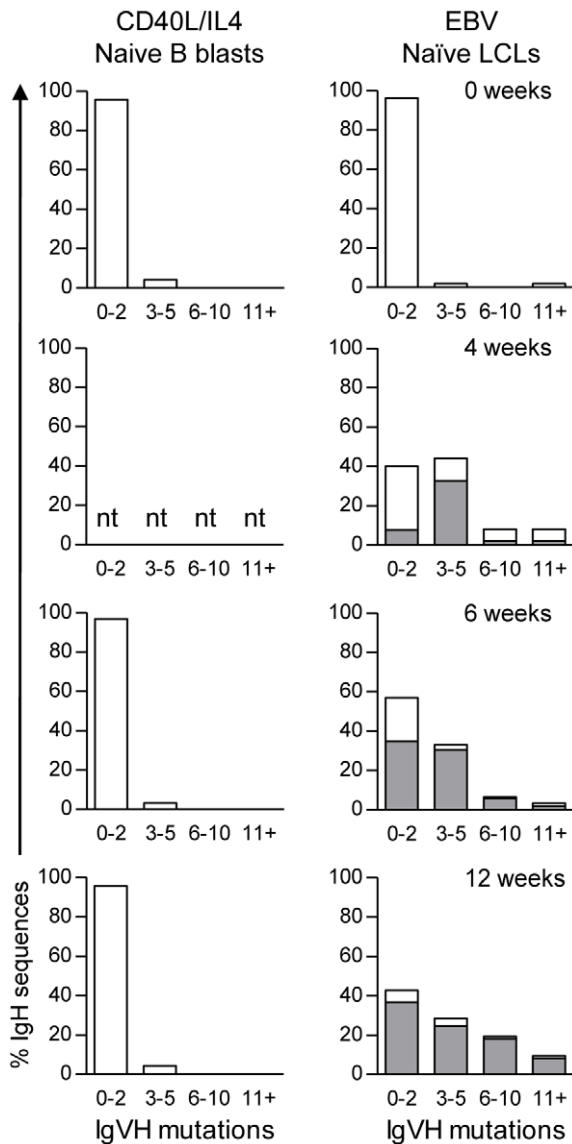 CD40L/IL4
Naive B blasts
EBV
Naïve LCLs
100
80
60
40
20
0
0-2 3-5 6-10 11+
0 weeks
100
80
60
40
20
0
0-2 3-5 6-10 11+
100
80
60
40
20
0
nt nt nt nt
0-2 3-5 6-10 11+
4 weeks
100
80
60
40
20
0
0-2 3-5 6-10 11+
100
80
60
40
20
0
0-2 3-5 6-10 11+
6 weeks
100
80
60
40
20
0
0-2 3-5 6-10 11+
% IgH sequences
100
80
60
40
20
0
0-2 3-5 6-10 11+
IgVH mutations
12 weeks
100
80
60
40
20
0
0-2 3-5 6-10 11+
IgVH mutations